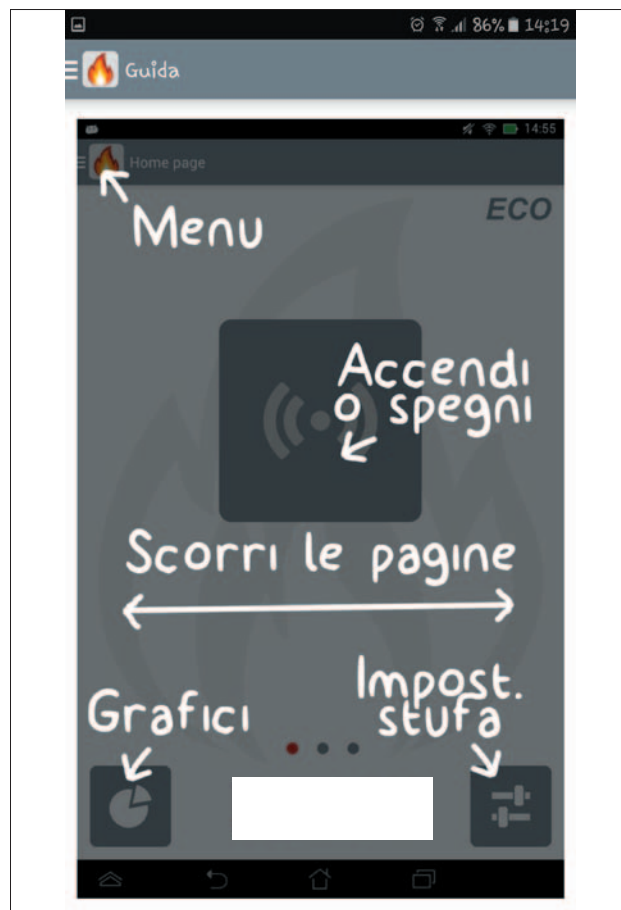 86% 14:19
Guida
14:55
Home page
Menu
ECO
Accendi
o spegni
Scorri le pagine
Impost.
stufa
Grafici